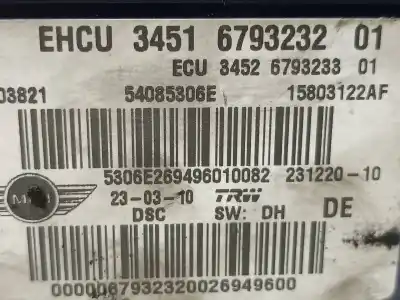 EHCU 3451 6793232 01
ECU 3452 6793233 01
03821 54085306E 15803122AF
5306E269496010082 231220-10
23-03-10 TRW
DSC SW: DH DE
0000067932320026949600